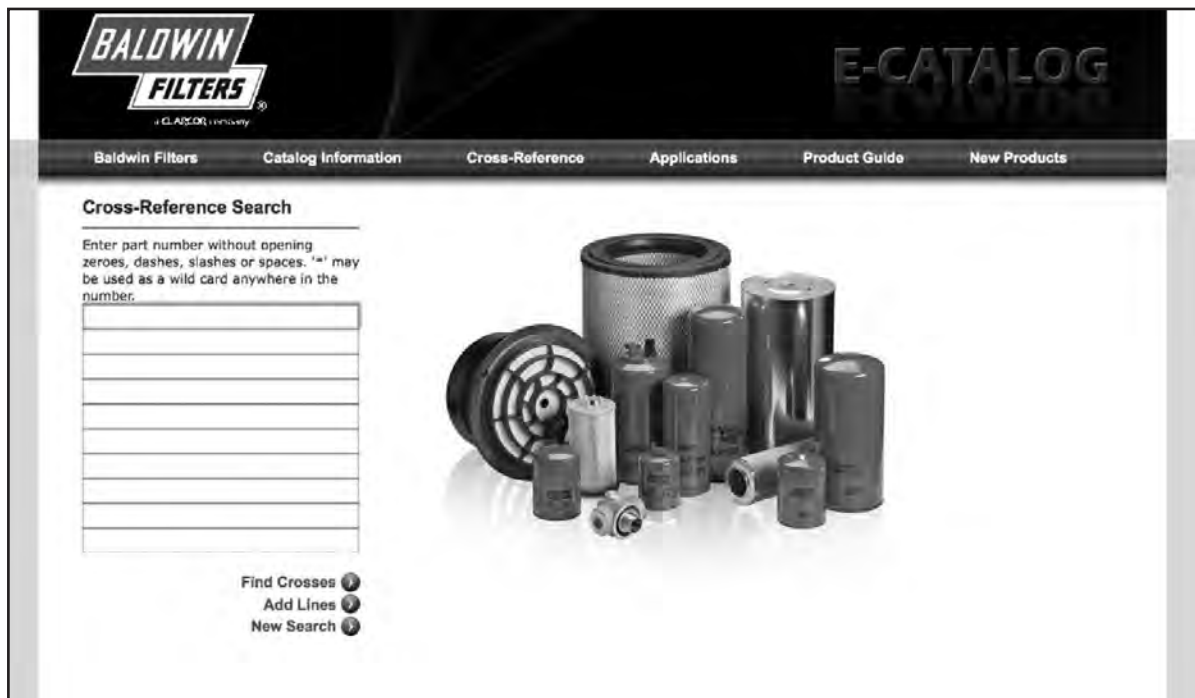 BALDWIN
FILTERS®
a CLARCOR company
E-CATALOG
Baldwin Filters Catalog Information Cross-Reference Applications Product Guide New Products
Cross-Reference Search
Enter part number without opening
zeroes, dashes, slashes or spaces. '*' may
be used as a wild card anywhere in the
number.
Find Crosses
Add Lines
New Search